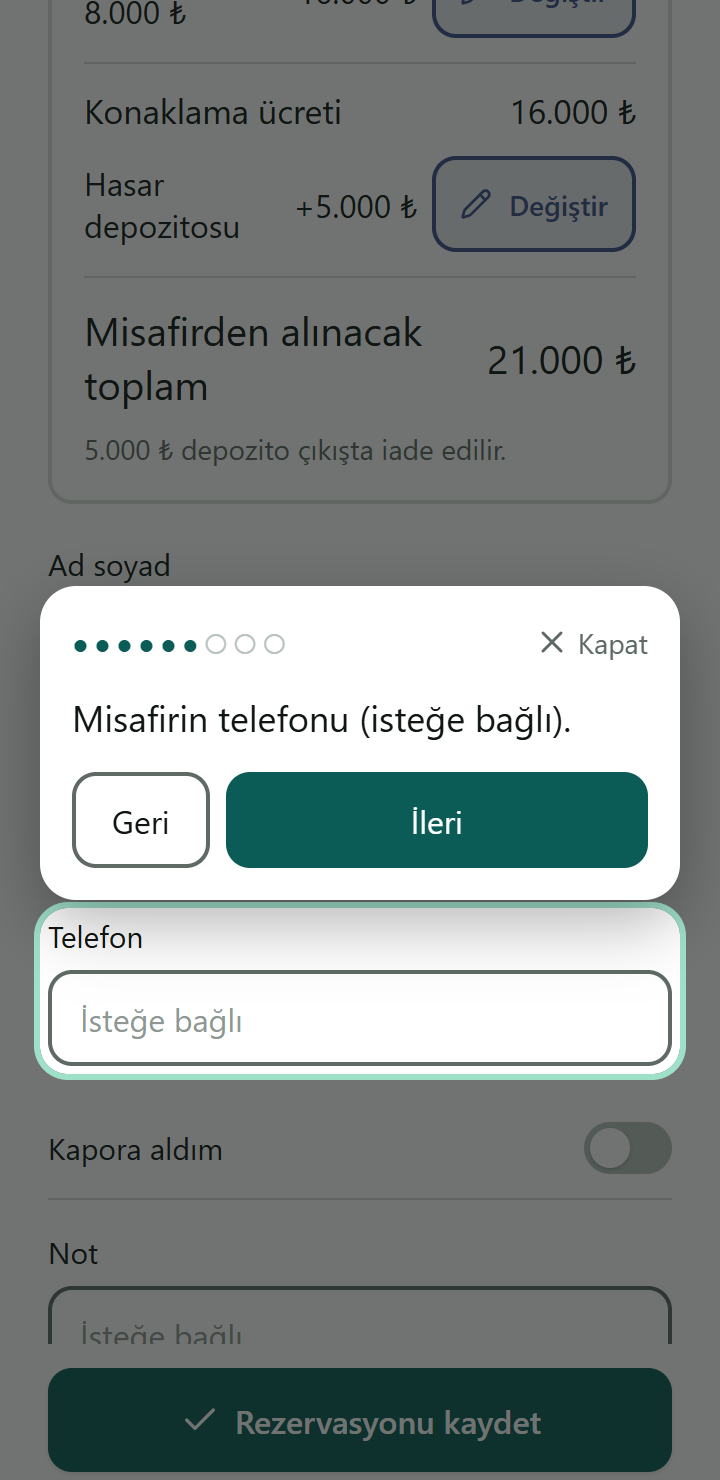 8.000 ₺
Konaklama ücreti 16.000 ₺
Hasar depozitosu +5.000 ₺ Değiştir
Misafirden alınacak toplam 21.000 ₺
5.000 ₺ depozito çıkışta iade edilir.
Ad soyad
Kapat
Misafirin telefonu (isteğe bağlı).
Geri İleri
Telefon
İsteğe bağlı
Kapora aldım
Not
İsteğe bağlı
Rezervasyonu kaydet